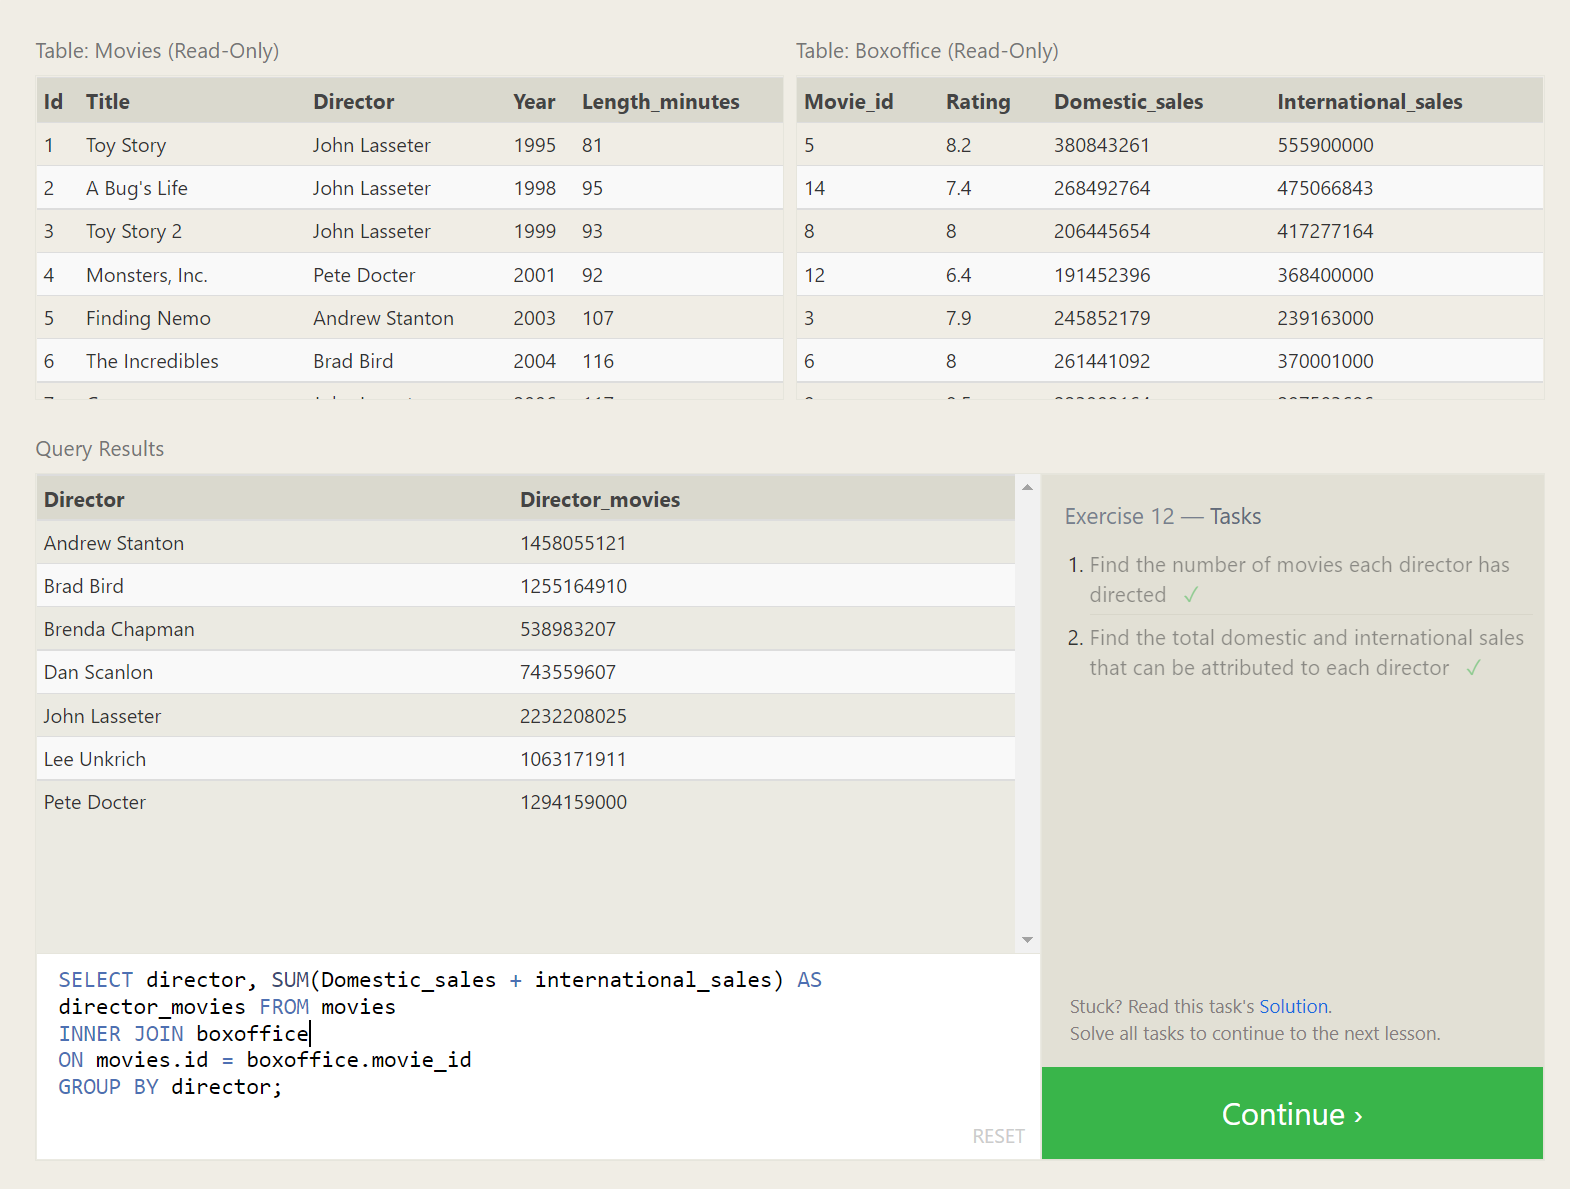 Table: Movies (Read-Only)
Id Title Director Year Length_minutes
1 Toy Story John Lasseter 1995 81
2 A Bug's Life John Lasseter 1998 95
3 Toy Story 2 John Lasseter 1999 93
4 Monsters, Inc. Pete Docter 2001 92
5 Finding Nemo Andrew Stanton 2003 107
6 The Incredibles Brad Bird 2004 116
Table: Boxoffice (Read-Only)
Movie_id Rating Domestic_sales International_sales
5 8.2 380843261 555900000
14 7.4 268492764 475066843
8 8 206445654 417277164
12 6.4 191452396 368400000
3 7.9 245852179 239163000
6 8 261441092 370001000
Query Results
Director Director_movies
Andrew Stanton 1458055121
Brad Bird 1255164910
Brenda Chapman 538983207
Dan Scanlon 743559607
John Lasseter 2232208025
Lee Unkrich 1063171911
Pete Docter 1294159000
SELECT director, SUM(Domestic_sales + international_sales) AS
director_movies FROM movies
INNER JOIN boxoffice
ON movies.id = boxoffice.movie_id
GROUP BY director;
RESET
Exercise 12 — Tasks
1. Find the number of movies each director has
directed ✓
2. Find the total domestic and international sales
that can be attributed to each director ✓
Stuck? Read this task's Solution.
Solve all tasks to continue to the next lesson.
Continue ›